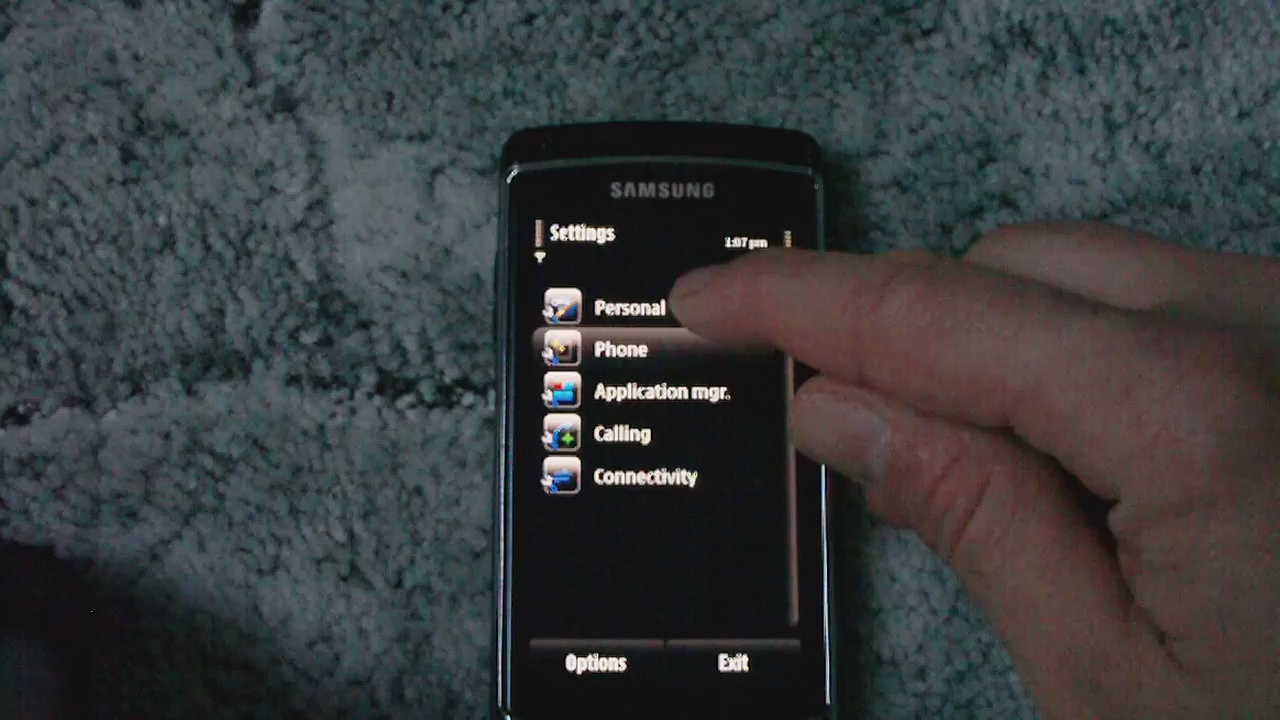 SAMSUNG
Settings
1:07 pm
Personal
Phone
Application mgr.
Calling
Connectivity
Options Exit